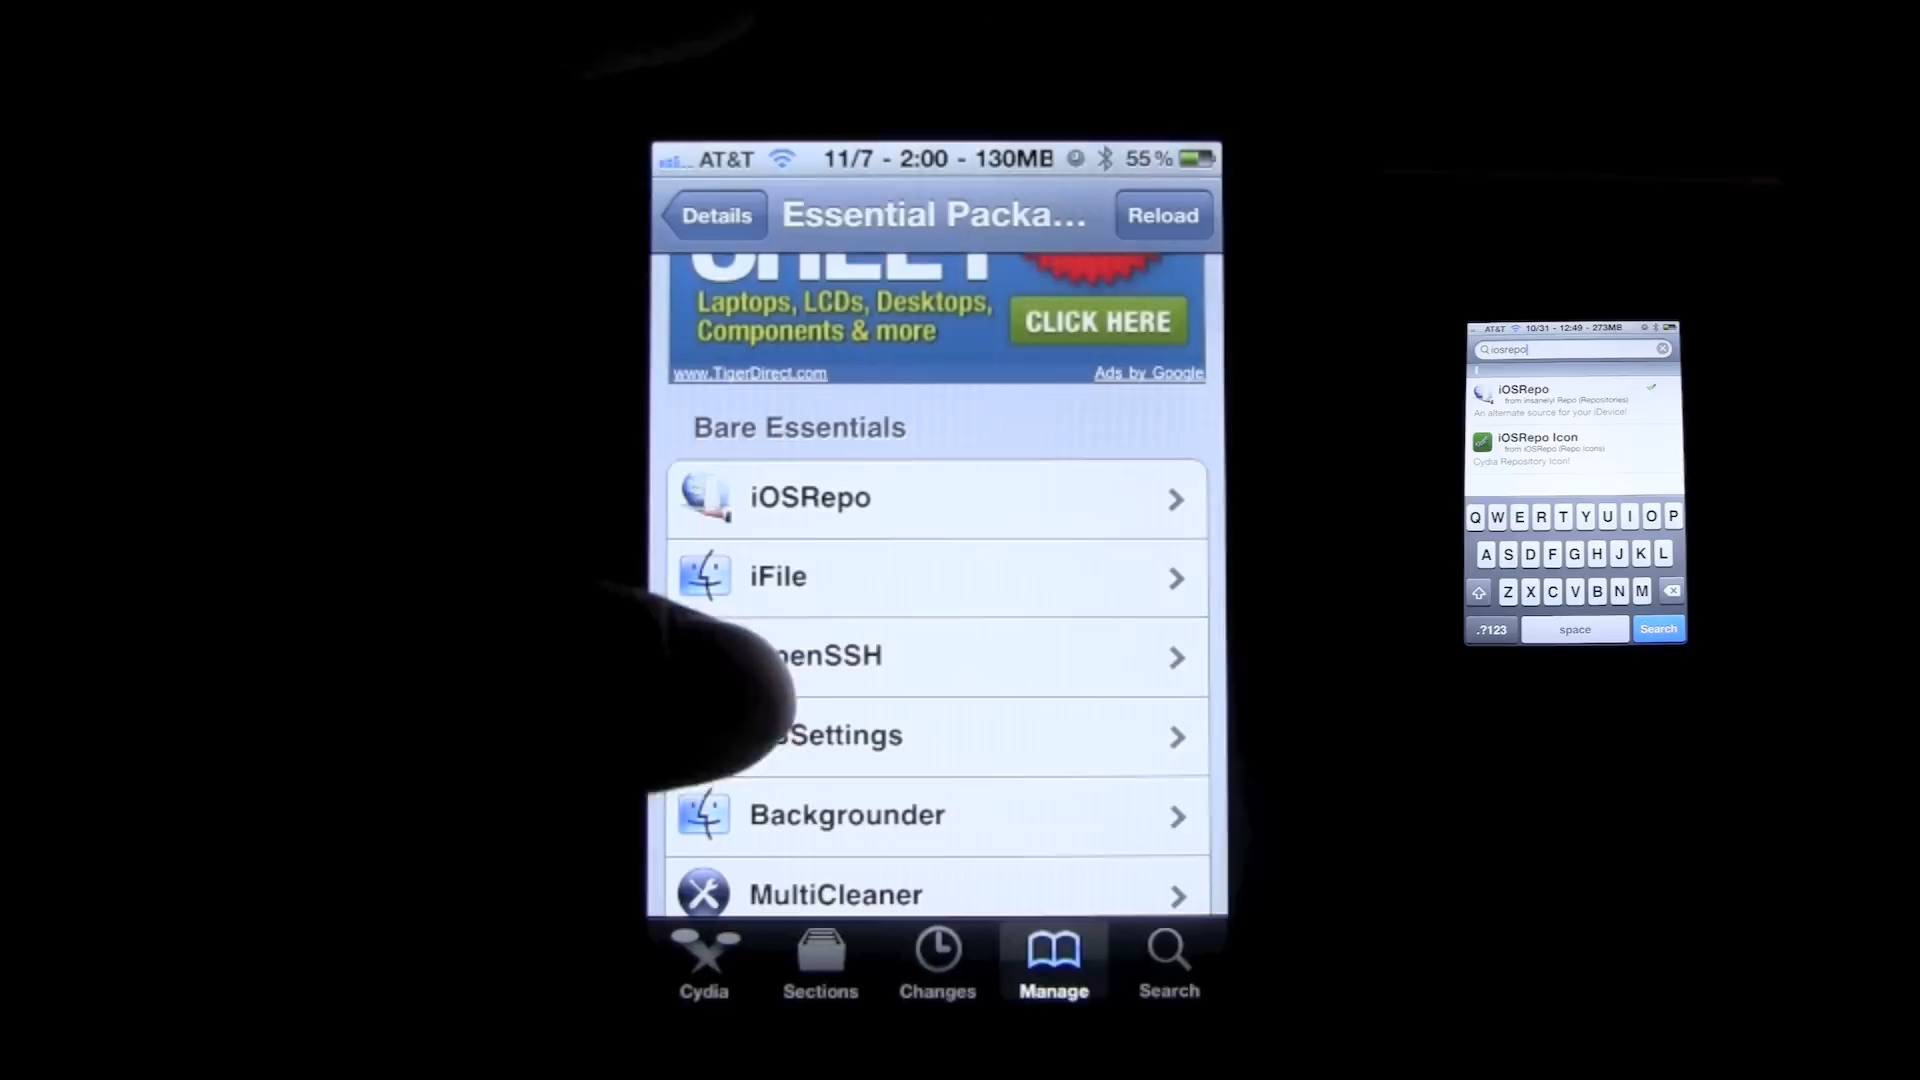 AT&T 11/7 - 2:00 - 130MB 55%
Details Essential Packa... Reload
Laptops, LCDs, Desktops,
Components & more
CLICK HERE
www.TigerDirect.com Ads by Google
Bare Essentials
iOSRepo
iFile
penSSH
Settings
Backgrounder
MultiCleaner
Cydia Sections Changes Manage Search
AT&T 10/31 - 12:49 - 273MB
iosrepo
I
iOSRepo
from insanelyi Repo (Repositories)
An alternate source for your iDevice!
iOSRepo Icon
from iOSRepo (Repo Icons)
Cydia Repository Icon!
Q W E R T Y U I O P
A S D F G H J K L
Z X C V B N M
.?123 space Search